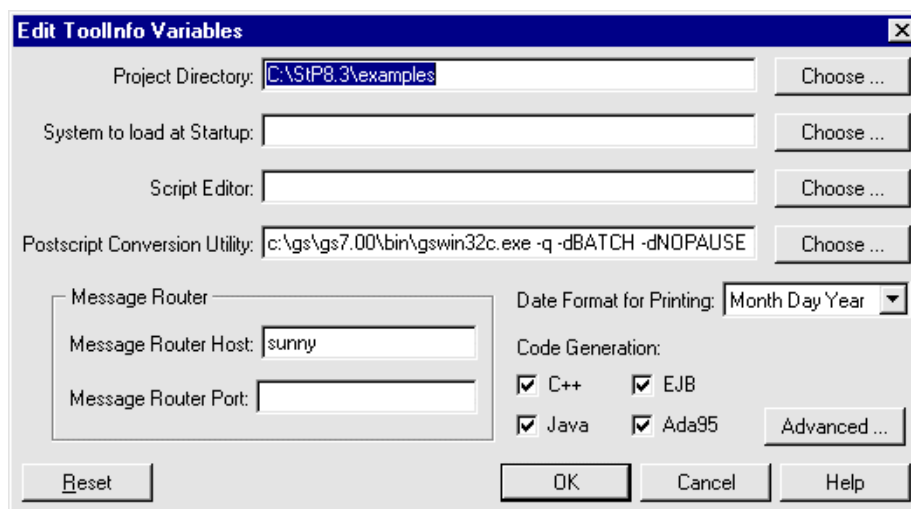 Edit ToolInfo Variables
Project Directory: C:\StP8.3\examples Choose ...
System to load at Startup: Choose ...
Script Editor: Choose ...
Postscript Conversion Utility: c:\gs\gs7.00\bin\gswin32c.exe -q -dBATCH -dNOPAUSE Choose ...
Message Router
Message Router Host: sunny
Message Router Port:
Date Format for Printing: Month Day Year
Code Generation:
C++ EJB
Java Ada95 Advanced ...
Reset OK Cancel Help